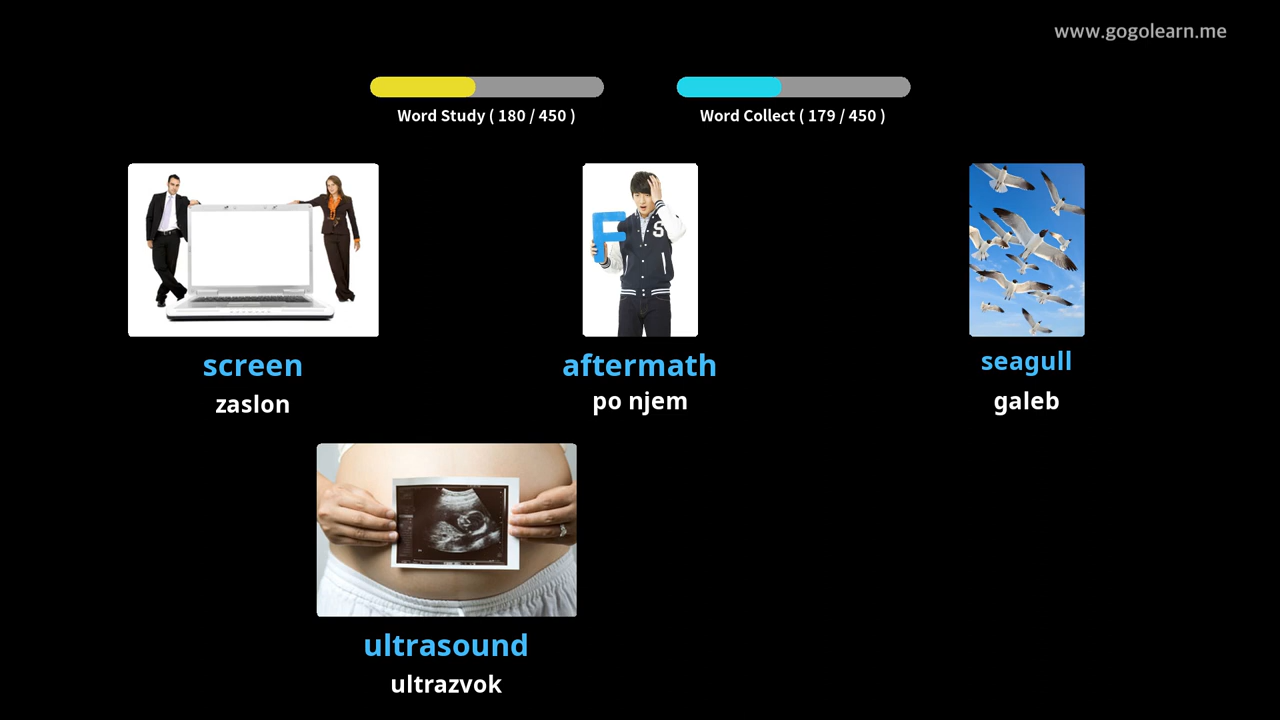 www.gogolearn.me
Word Study ( 180 / 450 )
Word Collect ( 179 / 450 )
F
S
screen
aftermath
seagull
zaslon
po njem
galeb
ultrasound
ultrazvok